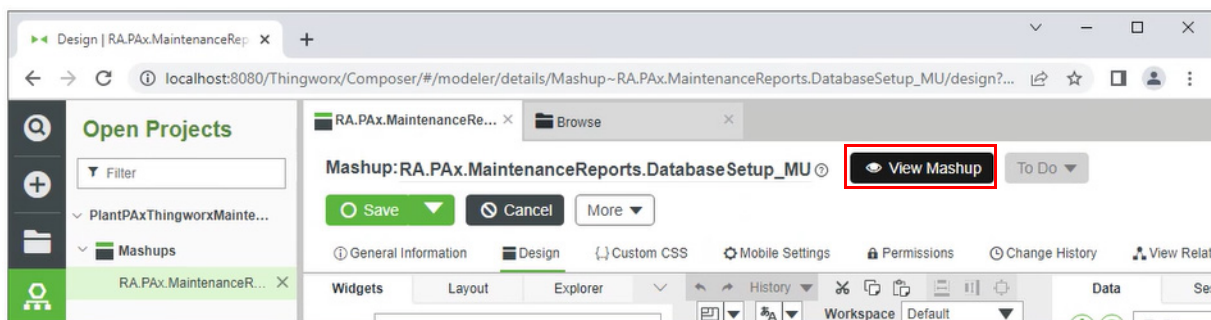 Design | RA.PAx.MaintenanceRep
localhost:8080/Thingworx/Composer/#/modeler/details/Mashup~RA.PAx.MaintenanceReports.DatabaseSetup_MU/design?...
Open Projects
RA.PAx.MaintenanceRe... Browse
Filter
Mashup:RA.PAx.MaintenanceReports.DatabaseSetup_MU View Mashup To Do
PlantPAxThingworxMainte...
Save Cancel More
Mashups
General Information Design Custom CSS Mobile Settings Permissions Change History View Relat
RA.PAx.MaintenanceR...
Widgets Layout Explorer History Data Se
Workspace Default